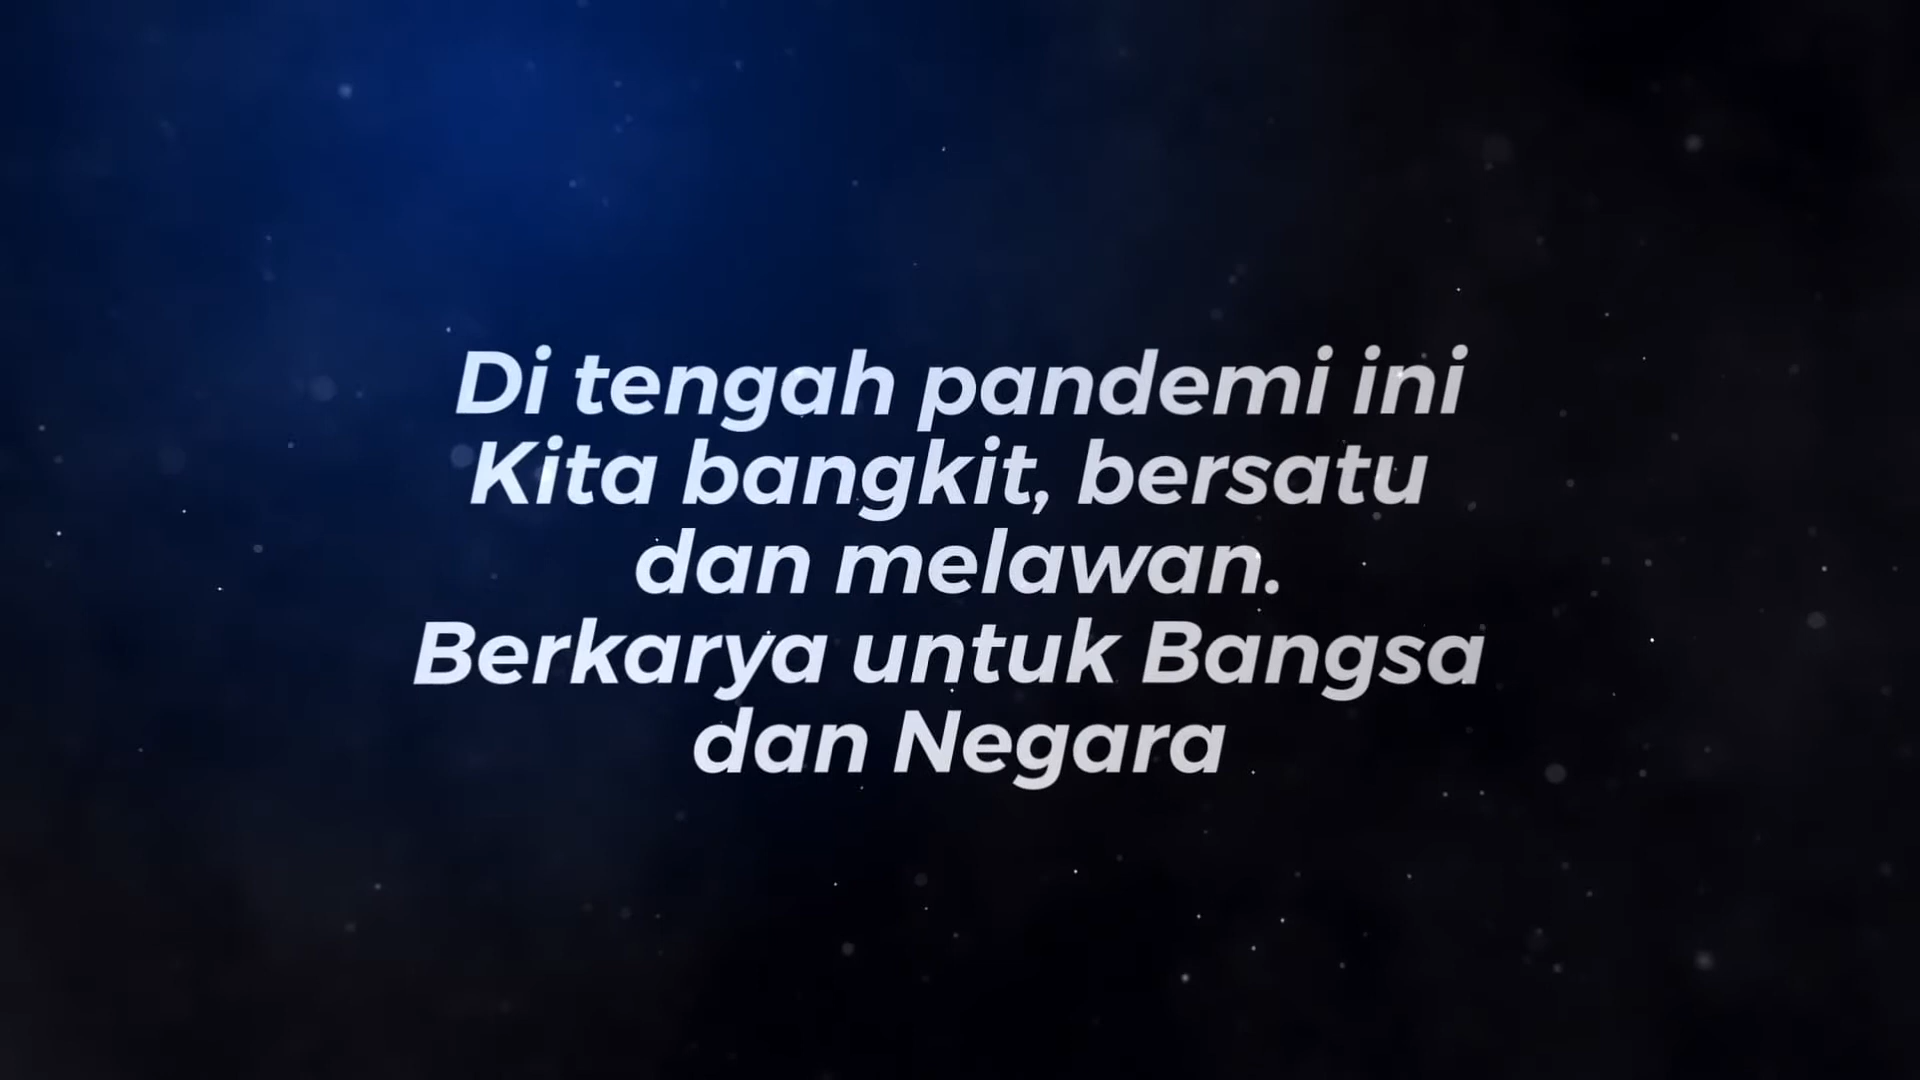 Di tengah pandemi ini
Kita bangkit, bersatu
dan melawan.
Berkarya untuk Bangsa
dan Negara